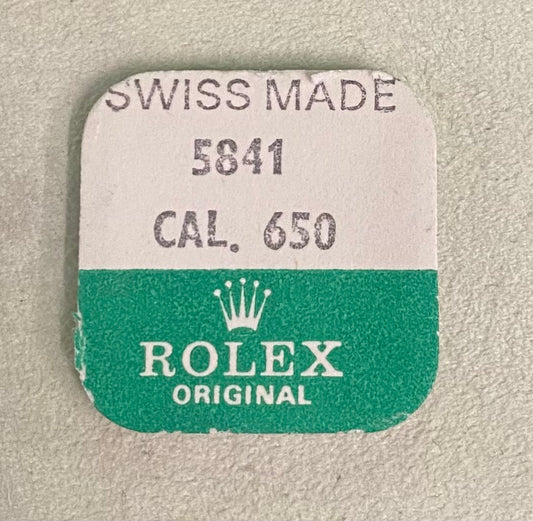 SWISS MADE
5841
CAL. 650
ROLEX
ORIGINAL